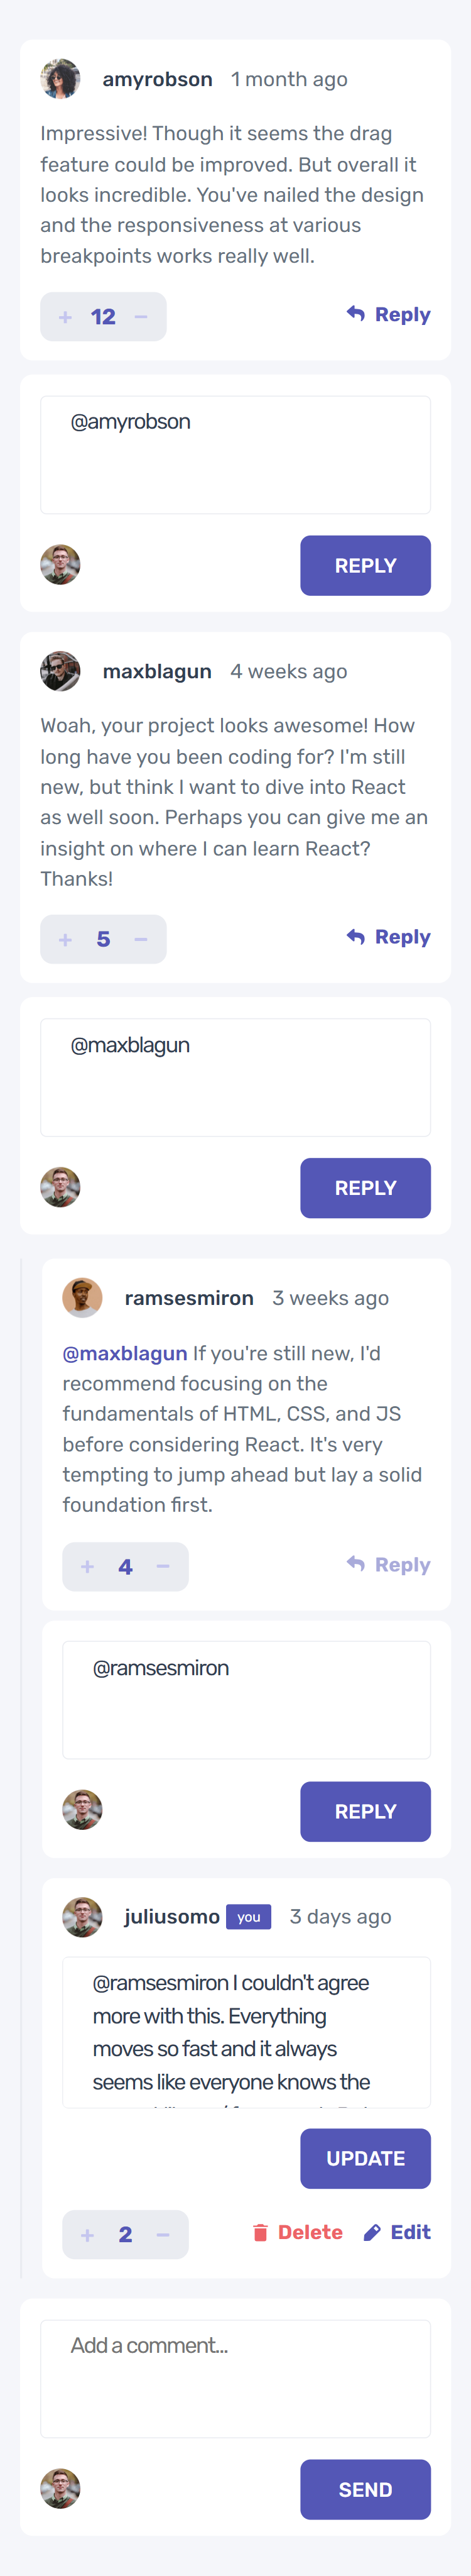 amyrobson 1 month ago
Impressive! Though it seems the drag
feature could be improved. But overall it
looks incredible. You've nailed the design
and the responsiveness at various
breakpoints works really well.
+ 12 − Reply
@amyrobson
REPLY
maxblagun 4 weeks ago
Woah, your project looks awesome! How
long have you been coding for? I'm still
new, but think I want to dive into React
as well soon. Perhaps you can give me an
insight on where I can learn React?
Thanks!
+ 5 − Reply
@maxblagun
REPLY
ramsesmiron 3 weeks ago
@maxblagun If you're still new, I'd
recommend focusing on the
fundamentals of HTML, CSS, and JS
before considering React. It's very
tempting to jump ahead but lay a solid
foundation first.
+ 4 − Reply
@ramsesmiron
REPLY
juliusomo you 3 days ago
@ramsesmiron I couldn't agree
more with this. Everything
moves so fast and it always
seems like everyone knows the
UPDATE
+ 2 − Delete Edit
Add a comment...
SEND